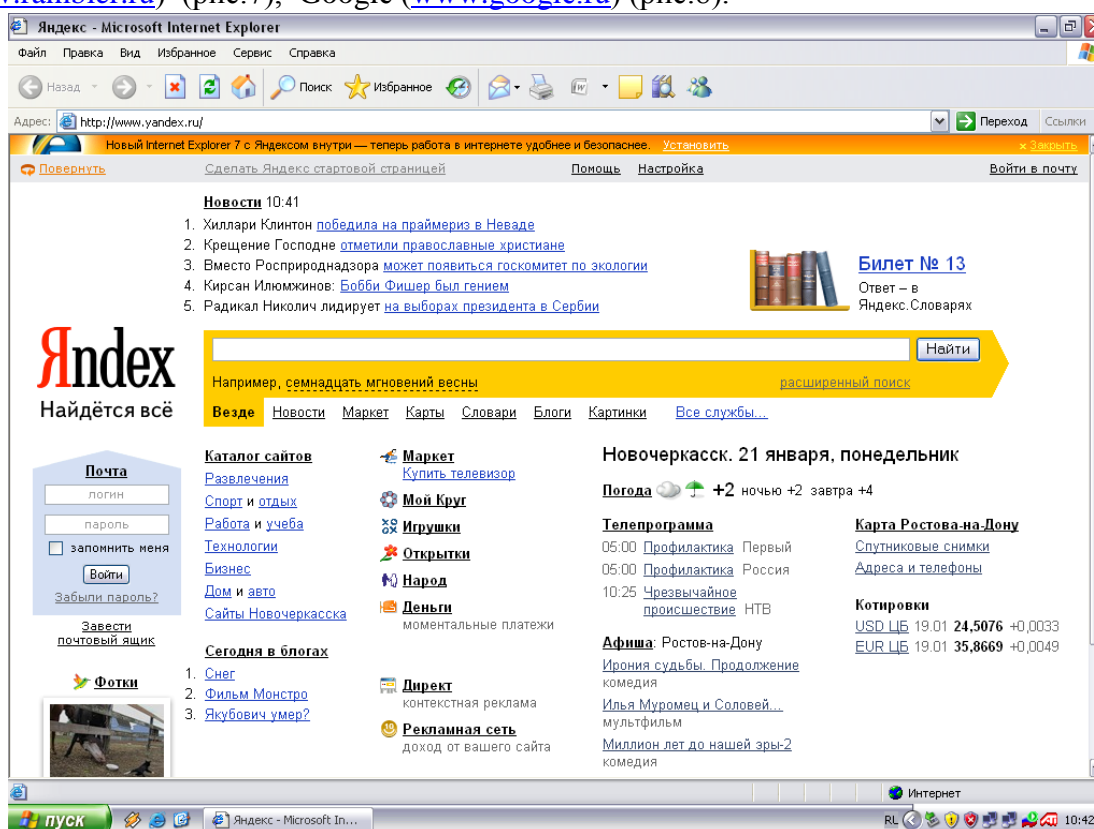 v.rambler.ru) (рис.7), Google (www.google.ru) (рис.8).
Яндекс - Microsoft Internet Explorer
Файл Правка Вид Избранное Сервис Справка
Назад Поиск Избранное
Адрес: http://www.yandex.ru/ Переход Ссылки
Новый Internet Explorer 7 с Яндексом внутри — теперь работа в интернете удобнее и безопаснее. Установить × Закрыть
Повернуть Сделать Яндекс стартовой страницей Помощь Настройка Войти в почту
Новости 10:41
1. Хиллари Клинтон победила на праймериз в Неваде
2. Крещение Господне отметили православные христиане
3. Вместо Росприроднадзора может появиться госкомитет по экологии
4. Кирсан Илюмжинов: Бобби Фишер был гением
5. Радикал Николич лидирует на выборах президента в Сербии
Билет № 13
Ответ – в
Яндекс.Словарях
Яndex
Найдётся всё
Найти
Например, семнадцать мгновений весны расширенный поиск
Везде Новости Маркет Карты Словари Блоги Картинки Все службы...
Почта
логин
пароль
запомнить меня
Войти
Забыли пароль?
Завести
почтовый ящик
Фотки
Каталог сайтов
Развлечения
Спорт и отдых
Работа и учеба
Технологии
Бизнес
Дом и авто
Сайты Новочеркасска
Сегодня в блогах
1. Снег
2. Фильм Монстро
3. Якубович умер?
Маркет
Купить телевизор
Мой Круг
Игрушки
Открытки
Народ
Деньги
моментальные платежи
Директ
контекстная реклама
Рекламная сеть
доход от вашего сайта
Новочеркасск. 21 января, понедельник
Погода +2 ночью +2 завтра +4
Телепрограмма
05:00 Профилактика Первый
05:00 Профилактика Россия
10:25 Чрезвычайное
происшествие НТВ
Афиша: Ростов-на-Дону
Ирония судьбы. Продолжение
комедия
Илья Муромец и Соловей...
мультфильм
Миллион лет до нашей эры-2
комедия
Карта Ростова-на-Дону
Спутниковые снимки
Адреса и телефоны
Котировки
USD ЦБ 19.01 24,5076 +0,0033
EUR ЦБ 19.01 35,8669 +0,0049
Интернет
пуск Яндекс - Microsoft In... RL 10:42